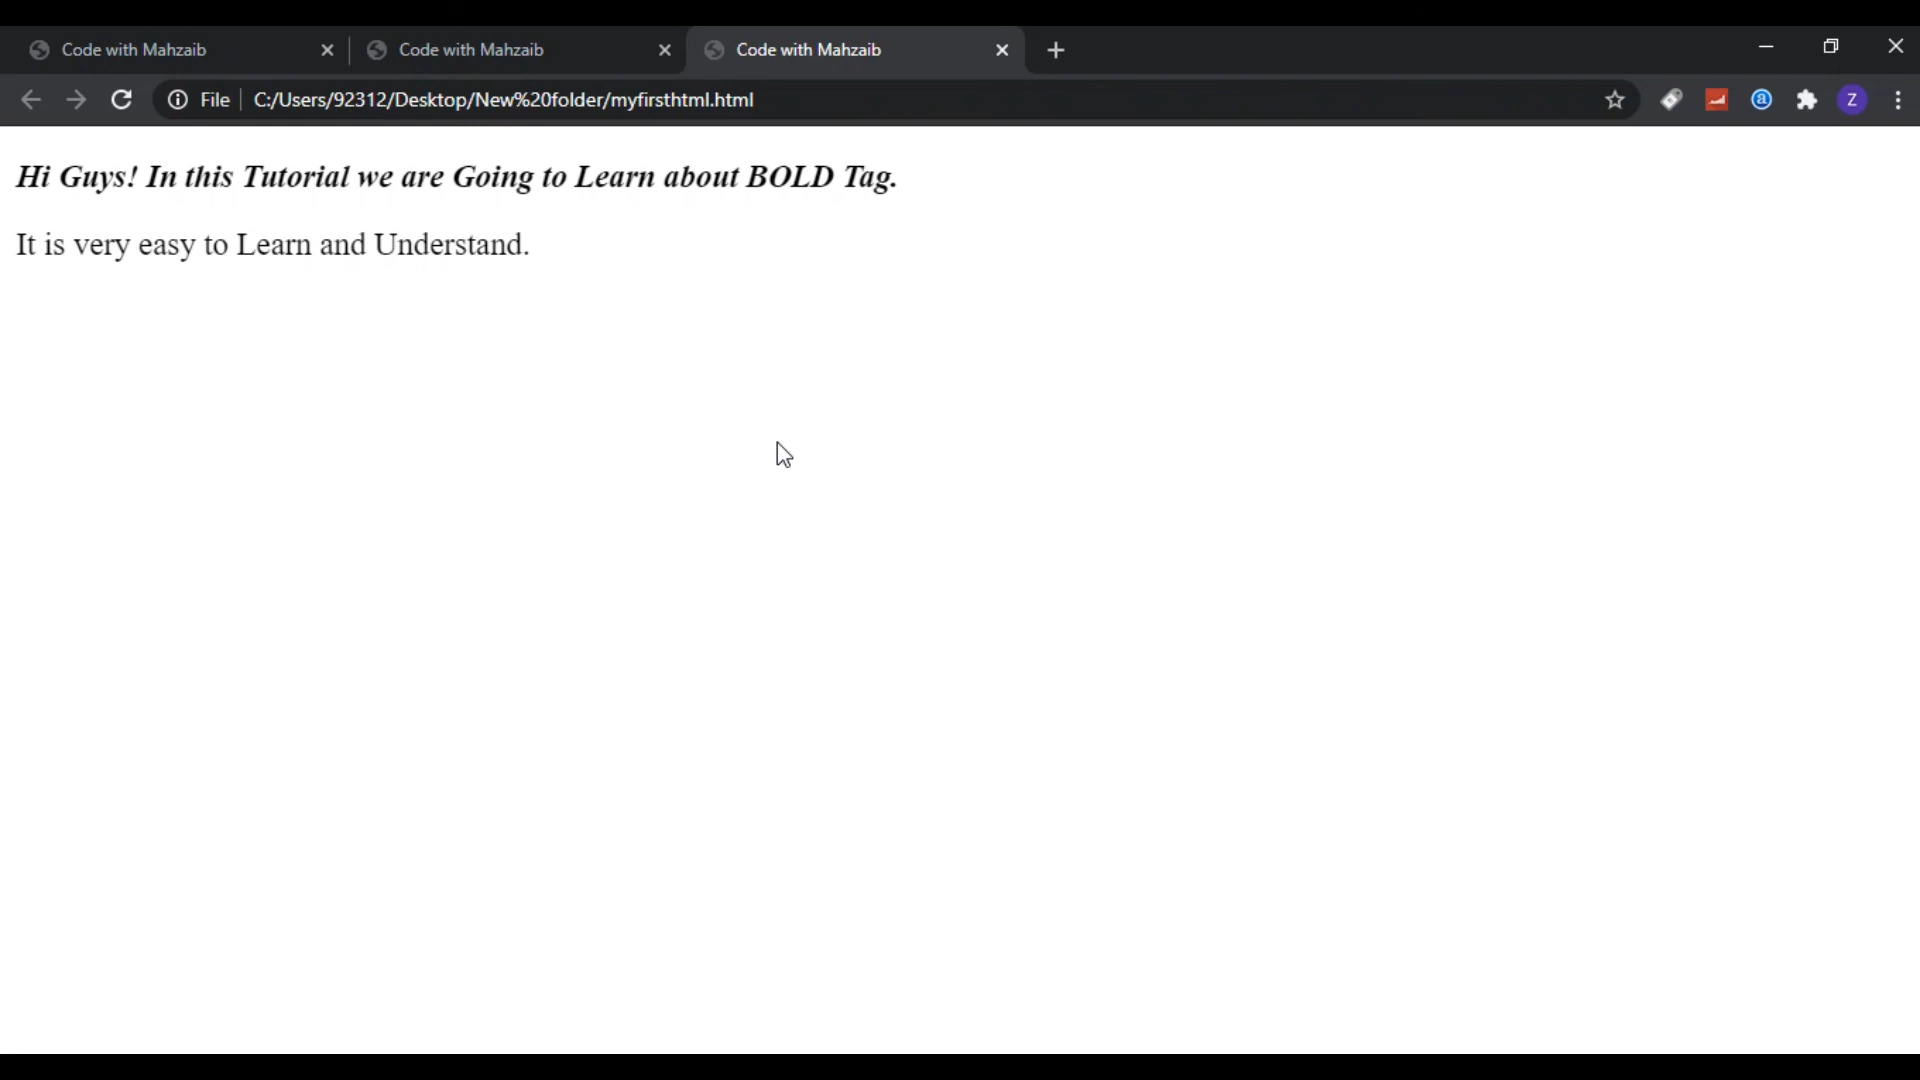 Code with Mahzaib
Code with Mahzaib
Code with Mahzaib
File
C:/Users/92312/Desktop/New%20folder/myfirsthtml.html
a
Z
Hi Guys! In this Tutorial we are Going to Learn about BOLD Tag.
It is very easy to Learn and Understand.